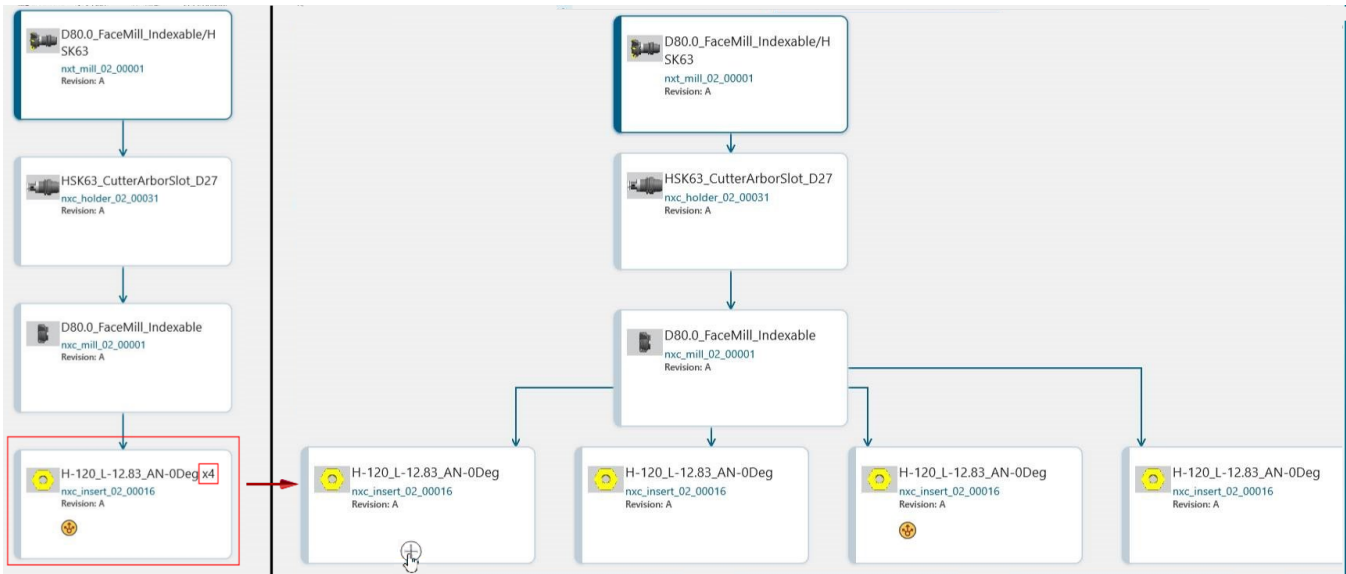 D80.0_FaceMill_Indexable/H
SK63
nxt_mill_02_00001
Revision: A
HSK63_CutterArborSlot_D27
nxc_holder_02_00031
Revision: A
D80.0_FaceMill_Indexable
nxc_mill_02_00001
Revision: A
H-120_L-12.83_AN-0Deg x4
nxc_insert_02_00016
Revision: A
D80.0_FaceMill_Indexable/H
SK63
nxt_mill_02_00001
Revision: A
HSK63_CutterArborSlot_D27
nxc_holder_02_00031
Revision: A
D80.0_FaceMill_Indexable
nxc_mill_02_00001
Revision: A
H-120_L-12.83_AN-0Deg
nxc_insert_02_00016
Revision: A
H-120_L-12.83_AN-0Deg
nxc_insert_02_00016
Revision: A
H-120_L-12.83_AN-0Deg
nxc_insert_02_00016
Revision: A
H-120_L-12.83_AN-0Deg
nxc_insert_02_00016
Revision: A